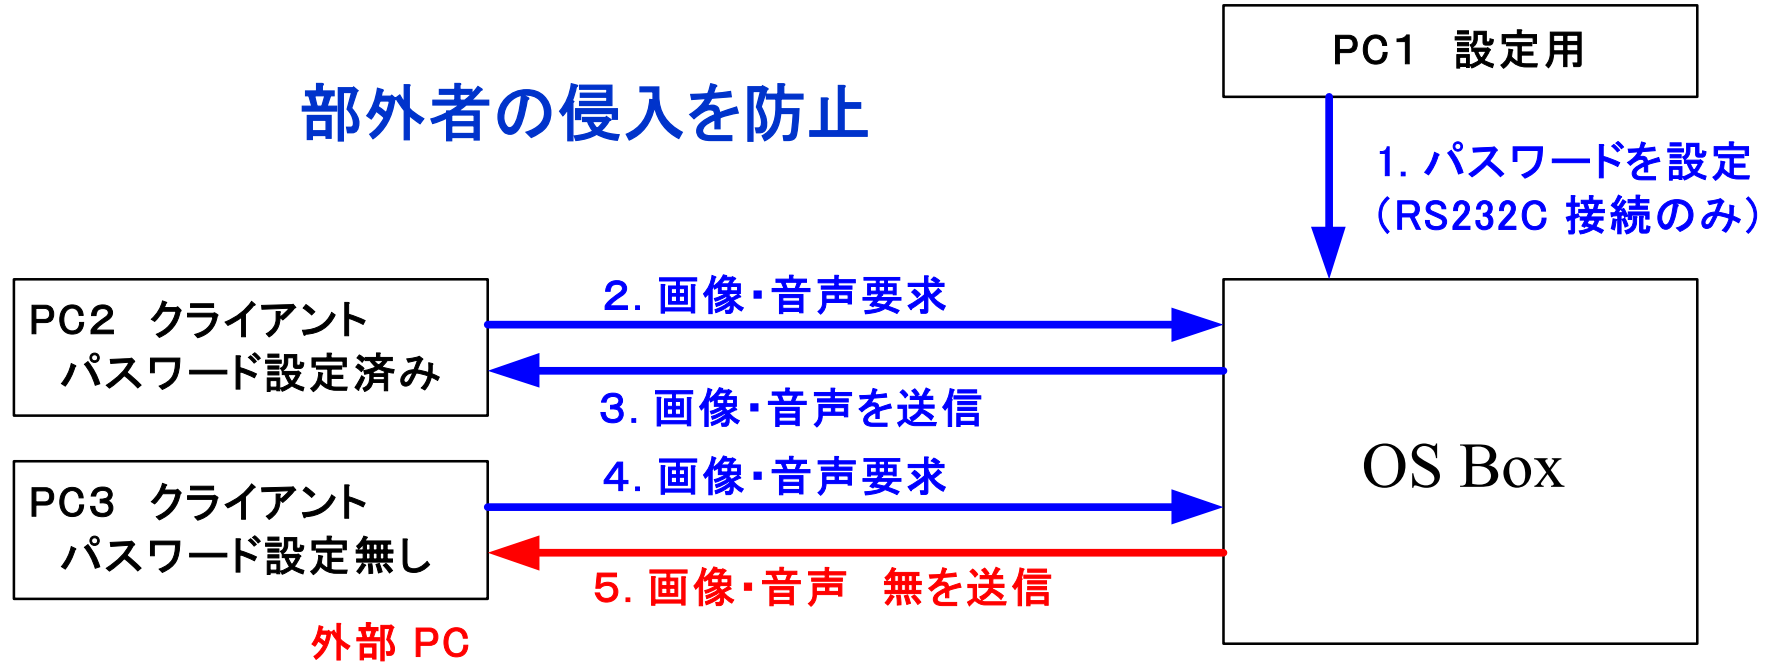 PC1 設定用
部外者の侵入を防止
1. パスワードを設定
(RS232C 接続のみ)
PC2 クライアント
パスワード設定済み
2. 画像・音声要求
3. 画像・音声を送信
OS Box
PC3 クライアント
パスワード設定無し
4. 画像・音声要求
5. 画像・音声 無を送信
外部 PC